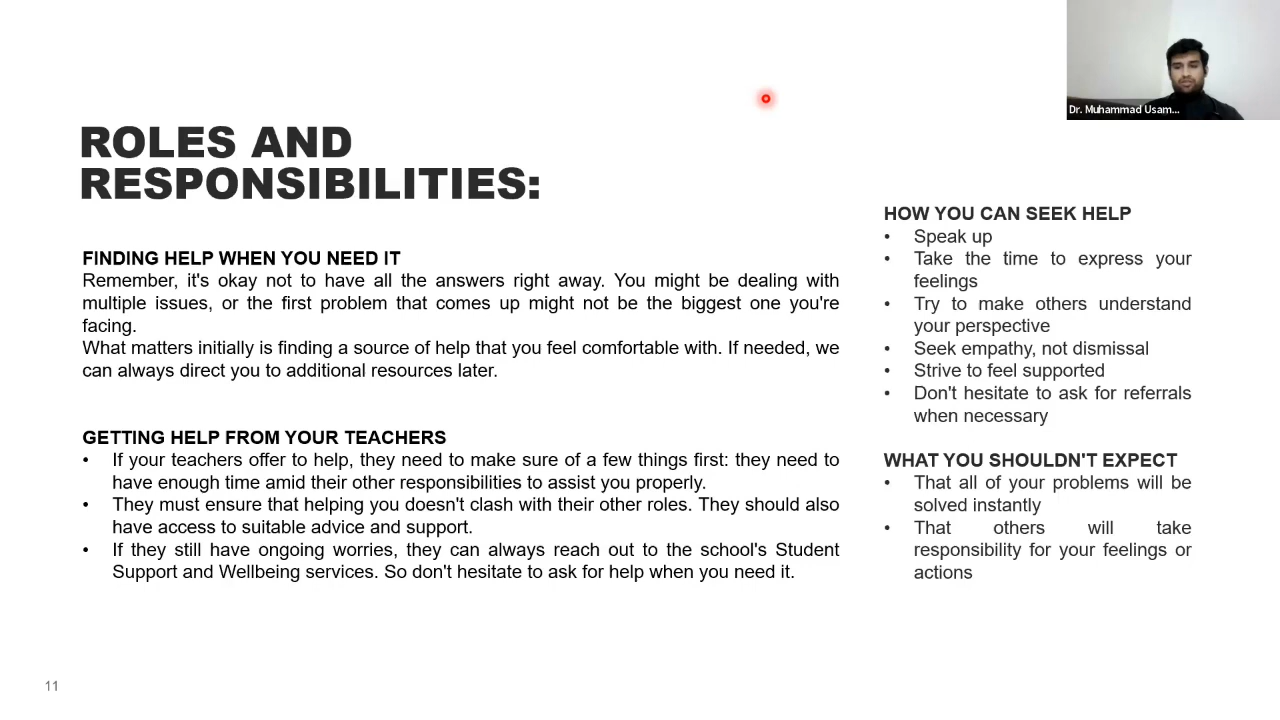 Dr. Muhammad Usam...
ROLES AND
RESPONSIBILITIES:
FINDING HELP WHEN YOU NEED IT
Remember, it's okay not to have all the answers right away. You might be dealing with
multiple issues, or the first problem that comes up might not be the biggest one you're
facing.
What matters initially is finding a source of help that you feel comfortable with. If needed, we
can always direct you to additional resources later.
GETTING HELP FROM YOUR TEACHERS
• If your teachers offer to help, they need to make sure of a few things first: they need to
have enough time amid their other responsibilities to assist you properly.
• They must ensure that helping you doesn't clash with their other roles. They should also
have access to suitable advice and support.
• If they still have ongoing worries, they can always reach out to the school's Student
Support and Wellbeing services. So don't hesitate to ask for help when you need it.
HOW YOU CAN SEEK HELP
• Speak up
• Take the time to express your
feelings
• Try to make others understand
your perspective
• Seek empathy, not dismissal
• Strive to feel supported
• Don't hesitate to ask for referrals
when necessary
WHAT YOU SHOULDN'T EXPECT
• That all of your problems will be
solved instantly
• That others will take
responsibility for your feelings or
actions
11